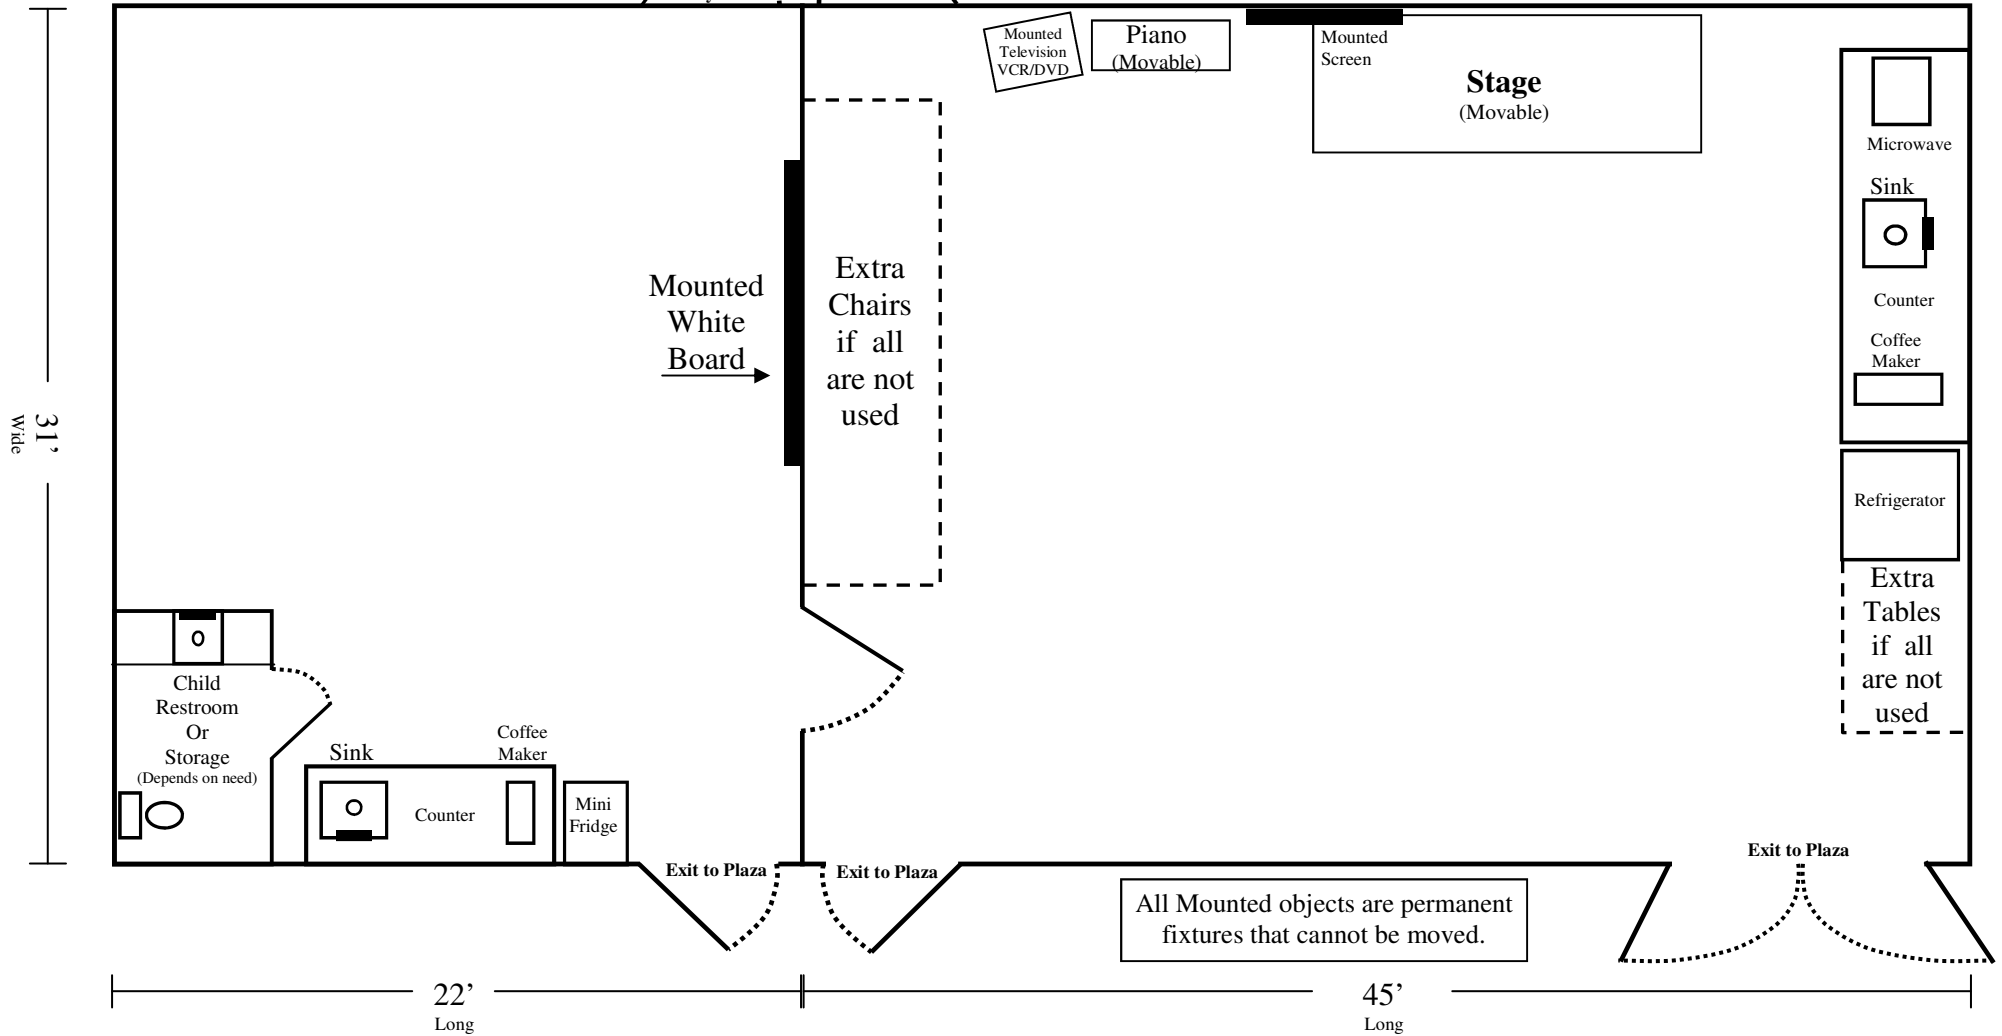 Mounted
Television
VCR/DVD
Piano
(Movable)
Mounted
Screen
Stage
(Movable)
Microwave
Sink
Counter
Coffee
Maker
Mounted
White
Board
Extra
Chairs
if all
are not
used
31’
Wide
Refrigerator
Extra
Tables
if all
are not
used
Child
Restroom
Or
Storage
(Depends on need)
Sink
Counter
Coffee
Maker
Mini
Fridge
Exit to Plaza
Exit to Plaza
Exit to Plaza
All Mounted objects are permanent
fixtures that cannot be moved.
22’
Long
45’
Long